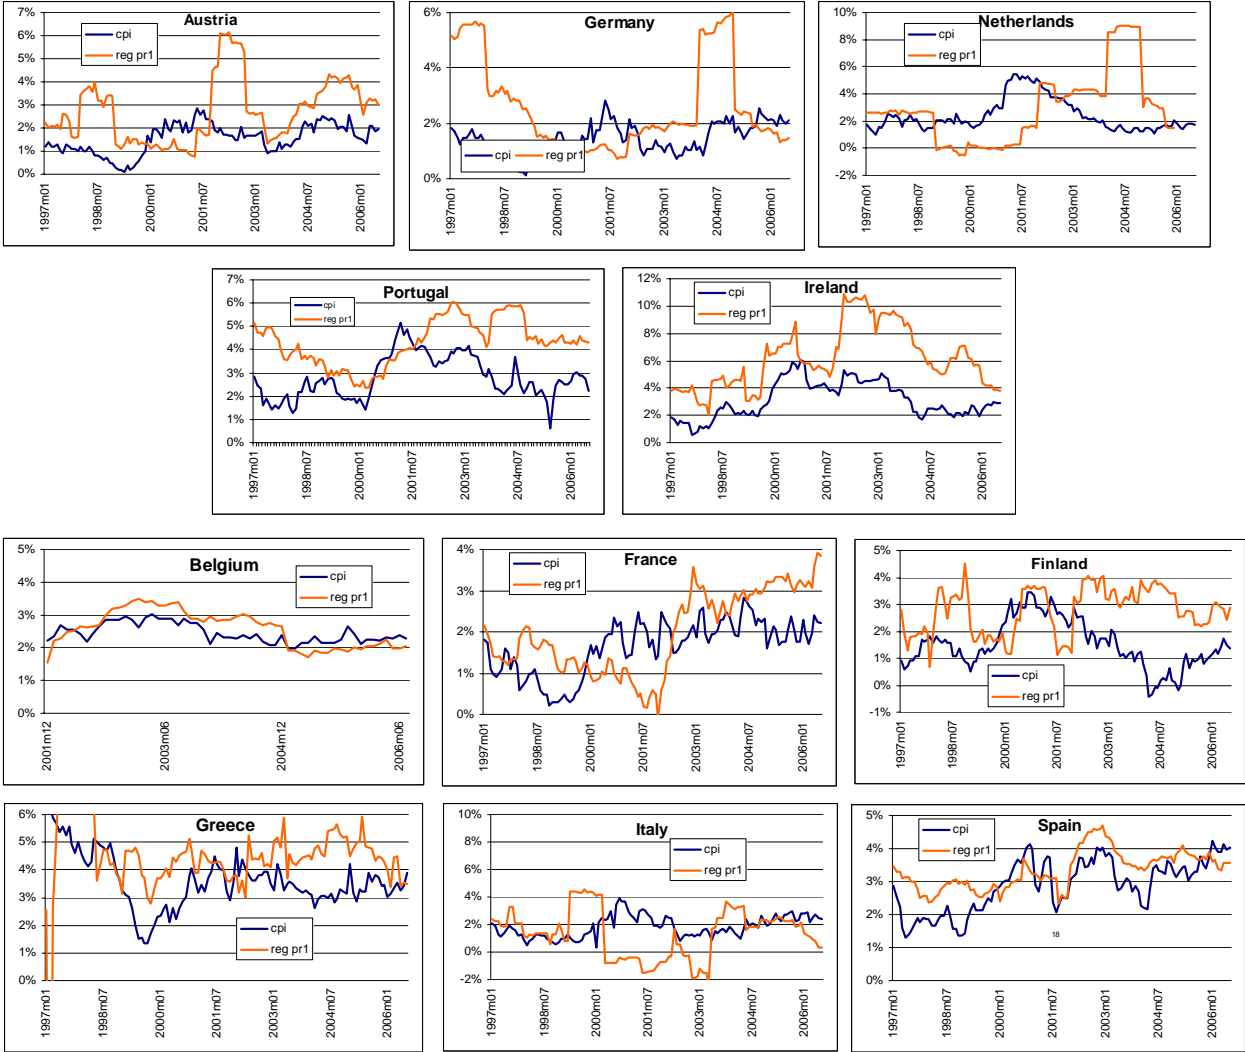 Austria
cpi
reg pr1
7%
6%
5%
4%
3%
2%
1%
0%
1997m01
1998m07
2000m01
2001m07
2003m01
2004m07
2006m01
Germany
cpi
reg pr1
6%
4%
2%
0%
1997m01
1998m07
2000m01
2001m07
2003m01
2004m07
2006m01
Netherlands
cpi
reg pr1
10%
8%
6%
4%
2%
0%
-2%
1997m01
1998m07
2000m01
2001m07
2003m01
2004m07
2006m01
Portugal
cpi
reg pr1
7%
6%
5%
4%
3%
2%
1%
0%
1997m01
1998m07
2000m01
2001m07
2003m01
2004m07
2006m01
Ireland
cpi
reg pr1
12%
10%
8%
6%
4%
2%
0%
1997m01
1998m07
2000m01
2001m07
2003m01
2004m07
2006m01
Belgium
cpi
reg pr1
5%
4%
3%
2%
1%
0%
2001m12
2003m06
2004m12
2006m06
France
cpi
reg pr1
4%
3%
2%
1%
0%
1997m01
1998m07
2000m01
2001m07
2003m01
2004m07
2006m01
Finland
cpi
reg pr1
5%
4%
3%
2%
1%
0%
-1%
1997m01
1998m07
2000m01
2001m07
2003m01
2004m07
2006m01
Greece
cpi
reg pr1
6%
5%
4%
3%
2%
1%
0%
1997m01
1998m07
2000m01
2001m07
2003m01
2004m07
2006m01
Italy
cpi
reg pr1
10%
8%
6%
4%
2%
0%
-2%
1997m01
1998m07
2000m01
2001m07
2003m01
2004m07
2006m01
Spain
cpi
reg pr1
5%
4%
3%
2%
1%
0%
18
1997m01
1998m07
2000m01
2001m07
2003m01
2004m07
2006m01